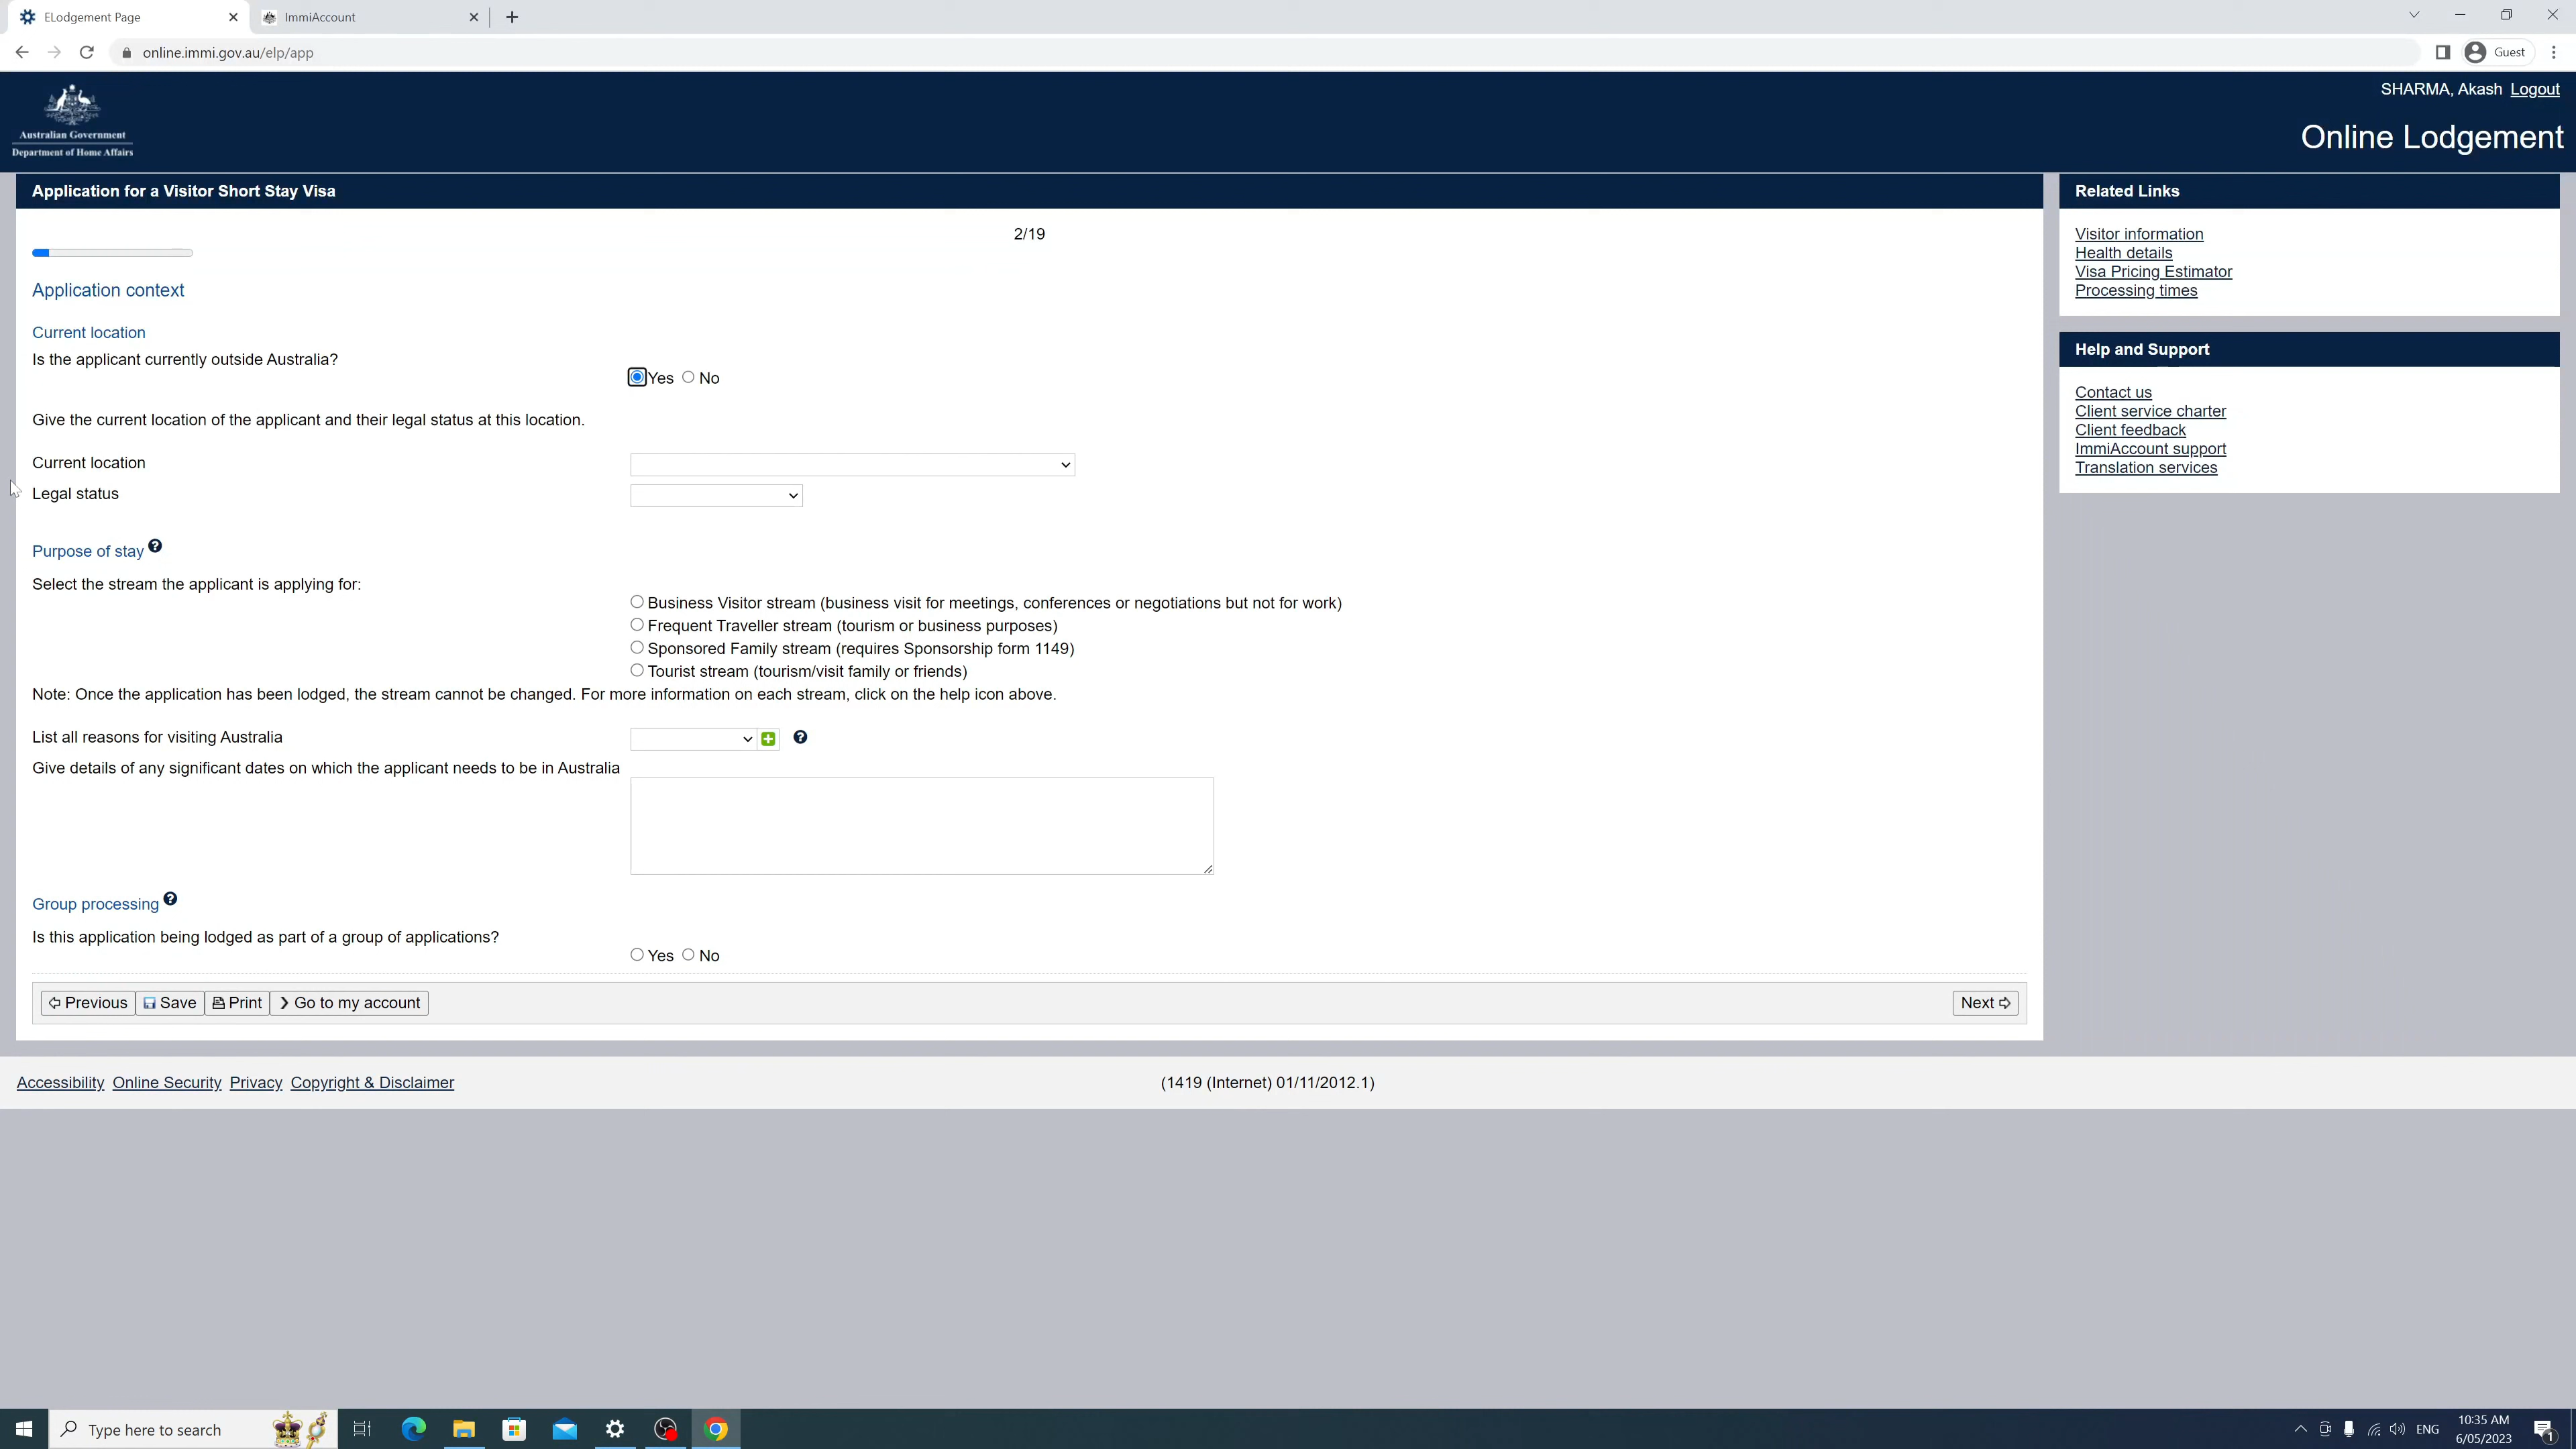 ELodgement Page
ImmiAccount
online.immi.gov.au/elp/app
Guest
Australian Government
Department of Home Affairs
SHARMA, Akash Logout
Online Lodgement
Application for a Visitor Short Stay Visa
2/19
Application context
Current location
Is the applicant currently outside Australia?
Yes No
Give the current location of the applicant and their legal status at this location.
Current location
Legal status
Purpose of stay
Select the stream the applicant is applying for:
Business Visitor stream (business visit for meetings, conferences or negotiations but not for work)
Frequent Traveller stream (tourism or business purposes)
Sponsored Family stream (requires Sponsorship form 1149)
Tourist stream (tourism/visit family or friends)
Note: Once the application has been lodged, the stream cannot be changed. For more information on each stream, click on the help icon above.
List all reasons for visiting Australia
Give details of any significant dates on which the applicant needs to be in Australia
Group processing
Is this application being lodged as part of a group of applications?
Yes No
Previous Save Print Go to my account
Next
Related Links
Visitor information
Health details
Visa Pricing Estimator
Processing times
Help and Support
Contact us
Client service charter
Client feedback
ImmiAccount support
Translation services
Accessibility Online Security Privacy Copyright & Disclaimer
(1419 (Internet) 01/11/2012.1)
Type here to search
ENG
10:35 AM
6/05/2023
1